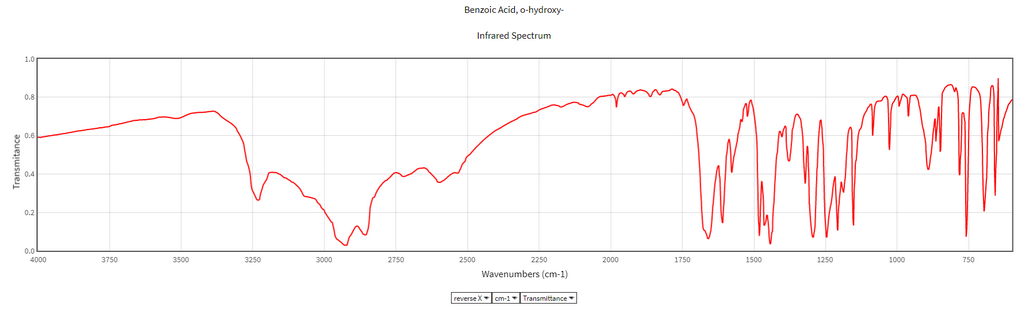 Benzoic Acid, o-hydroxy-
Infrared Spectrum
1.0
0.8
0.6
0.4
0.2
0.0
Transmitance
4000 3750 3500 3250 3000 2750 2500 2250 2000 1750 1500 1250 1000 750
Wavenumbers (cm-1)
reverse X cm-1 Transmittance